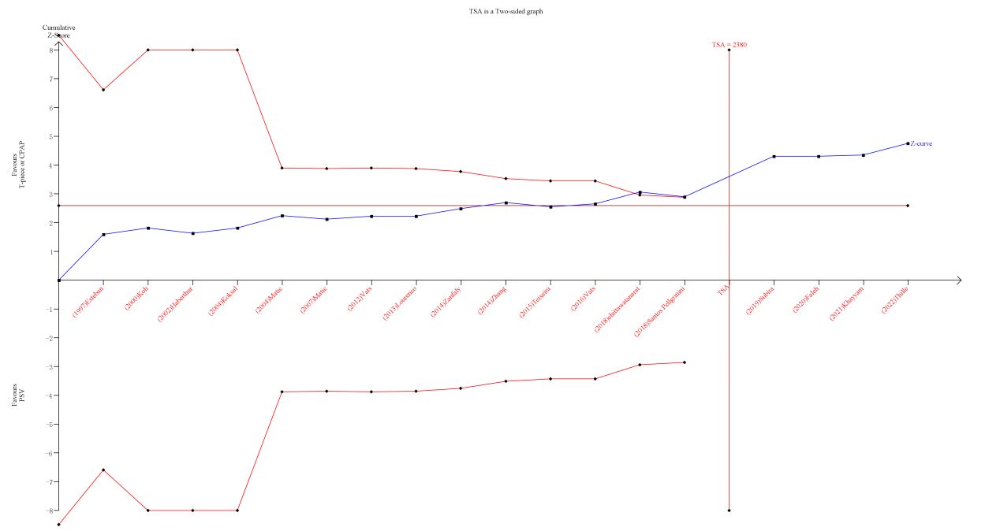 TSA is a Two-sided graph
Cumulative
Z-Score
TSA = 2380
8
7
6
5
4
3
2
1
-1
-2
-3
-4
-5
-6
-7
-8
Favours
T-piece or CPAP
Favours
PSV
Z-curve
(1997)Esteban
(2000)Koh
(2002)Haberthur
(2004)Koksal
(2004)Matic
(2007)Matic
(2012)Vats
(2013)Lourenco
(2014)Zanfaly
(2014)Zhang
(2015)Teixeira
(2016)Vats
(2018)chittawatanarat
(2018)Santos Pellgrinini
TSA
(2019)Subira
(2020)Faleh
(2021)Khayyam
(2022)Thille